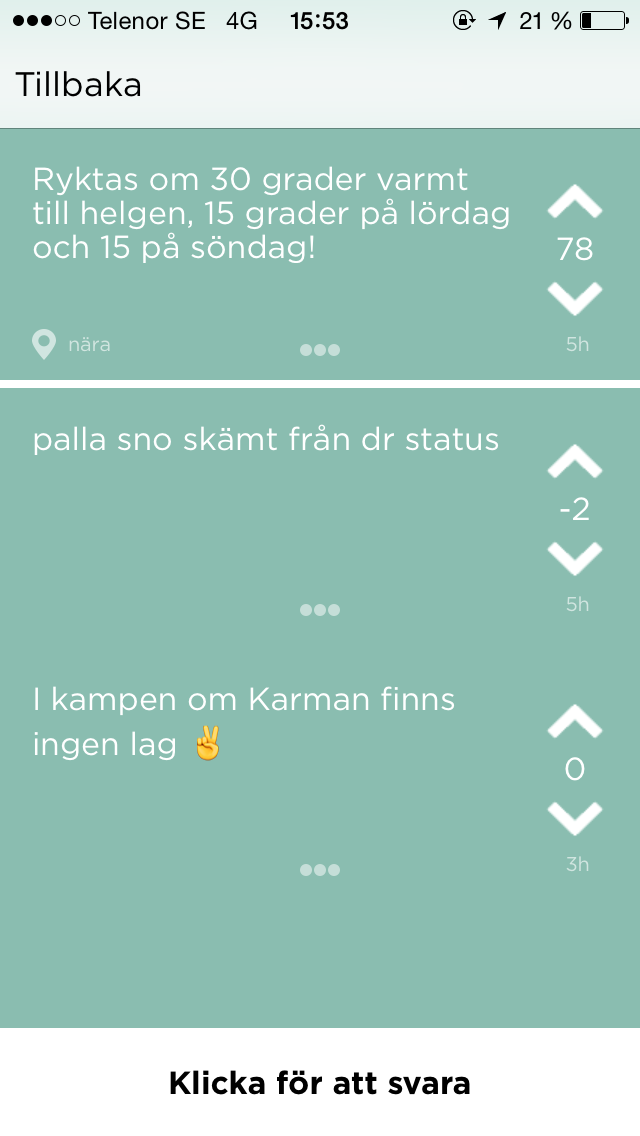 Telenor SE 4G 15:53 21 %
Tillbaka
Ryktas om 30 grader varmt
till helgen, 15 grader på lördag
och 15 på söndag!
78
nära
5h
palla sno skämt från dr status
-2
5h
I kampen om Karman finns
ingen lag ✌
0
3h
Klicka för att svara